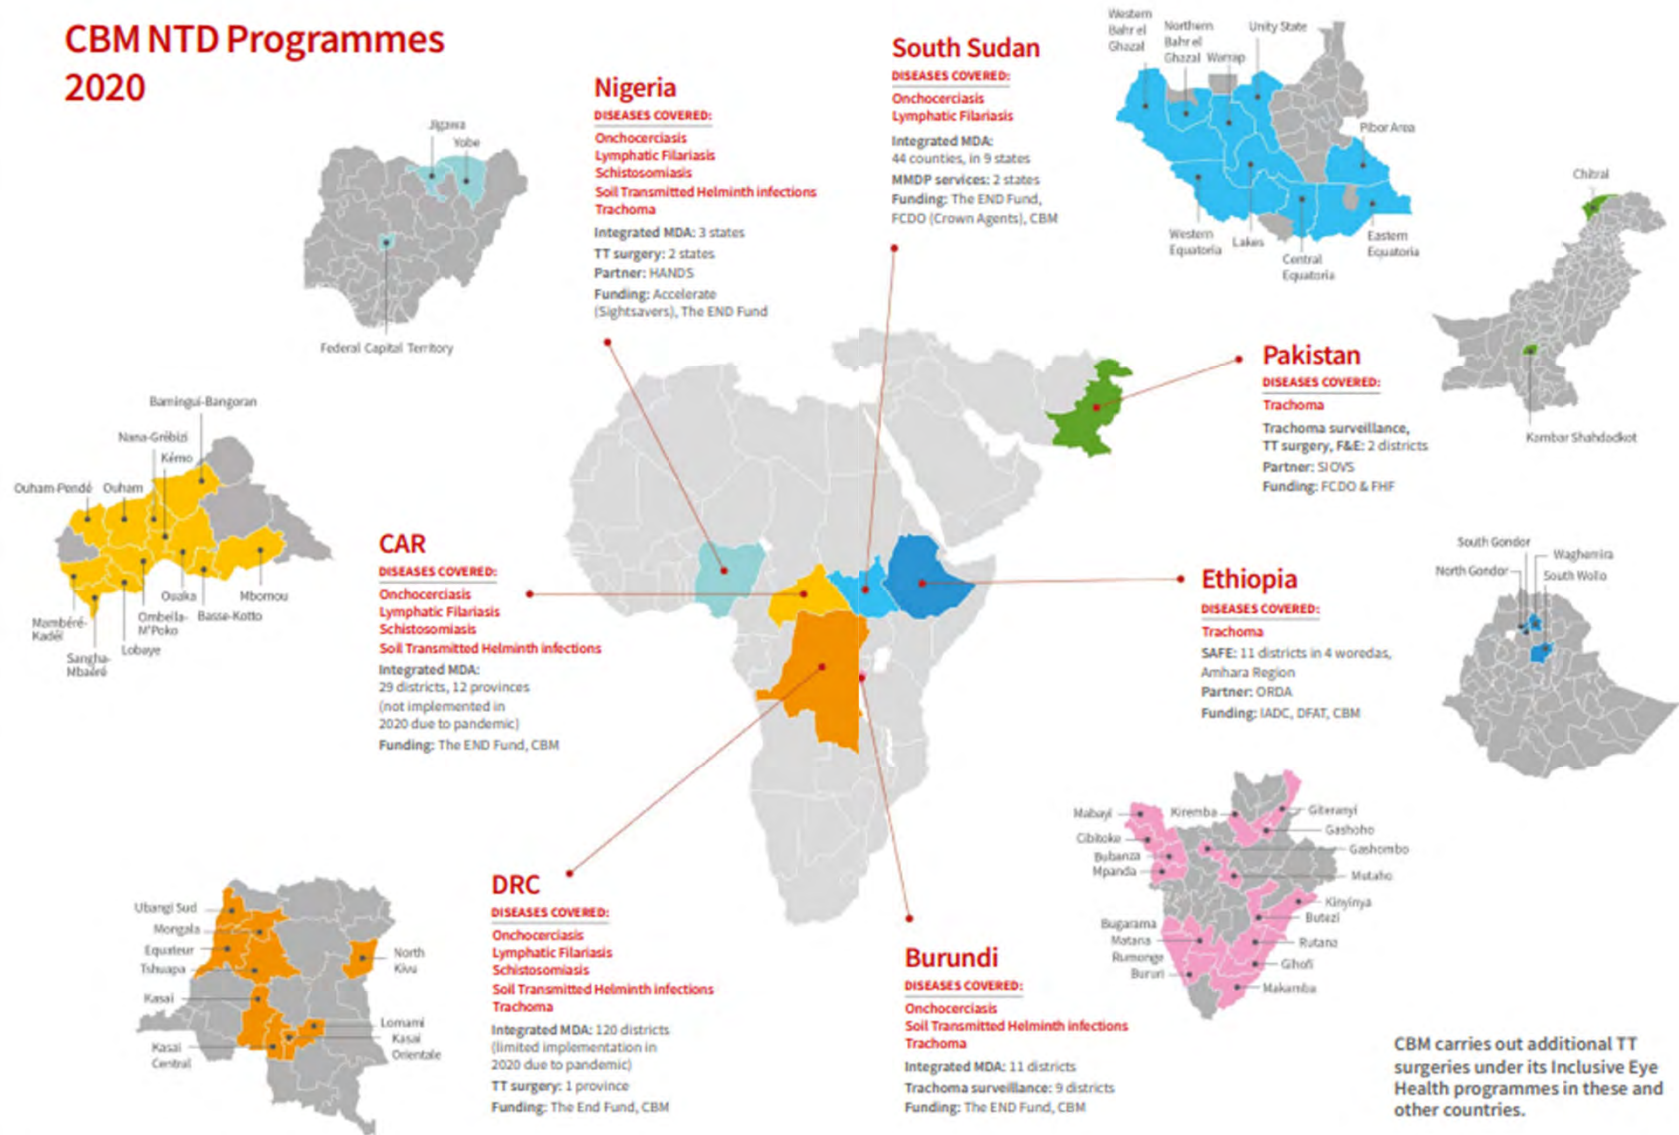 CBM NTD Programmes
2020
Jigawa
Yobe
Federal Capital Territory
Nigeria
DISEASES COVERED:
Onchocerciasis
Lymphatic Filariasis
Schistosomiasis
Soil Transmitted Helminth infections
Trachoma
Integrated MDA: 3 states
TT surgery: 2 states
Partner: HANDS
Funding: Accelerate
(Sightsavers), The END Fund
South Sudan
DISEASES COVERED:
Onchocerciasis
Lymphatic Filariasis
Integrated MDA:
44 counties, in 9 states
MMDP services: 2 states
Funding: The END Fund,
FCDO (Crown Agents), CBM
Western
Bahr el
Ghazal
Northern
Bahr el
Ghazal
Warrap
Unity State
Pibor Area
Western
Equatoria
Lakes
Central
Equatoria
Eastern
Equatoria
Chitral
Kambar Shahdadkot
Pakistan
DISEASES COVERED:
Trachoma
Trachoma surveillance,
TT surgery, F&E: 2 districts
Partner: SIOVS
Funding: FCDO & FHF
Bamingui-Bangoran
Nana-Grébizi
Kémo
Ouham-Pendé
Ouham
Mambéré-
Kadéï
Sangha-
Mbaéré
Lobaye
Ombella-
M'Poko
Ouaka
Basse-Kotto
Mbomou
CAR
DISEASES COVERED:
Onchocerciasis
Lymphatic Filariasis
Schistosomiasis
Soil Transmitted Helminth infections
Integrated MDA:
29 districts, 12 provinces
(not implemented in
2020 due to pandemic)
Funding: The END Fund, CBM
Ethiopia
DISEASES COVERED:
Trachoma
SAFE: 11 districts in 4 woredas,
Amhara Region
Partner: ORDA
Funding: IADC, DFAT, CBM
South Gondor
North Gondor
Waghemira
South Wollo
Ubangi Sud
Mongala
Equateur
Tshuapa
Kasai
Kasai
Central
North
Kivu
Lomami
Kasai
Orientale
DRC
DISEASES COVERED:
Onchocerciasis
Lymphatic Filariasis
Schistosomiasis
Soil Transmitted Helminth infections
Trachoma
Integrated MDA: 120 districts
(limited implementation in
2020 due to pandemic)
TT surgery: 1 province
Funding: The End Fund, CBM
Burundi
DISEASES COVERED:
Onchocerciasis
Soil Transmitted Helminth infections
Trachoma
Integrated MDA: 11 districts
Trachoma surveillance: 9 districts
Funding: The END Fund, CBM
Mabayi
Cibitoke
Bubanza
Mpanda
Bugarama
Matana
Rumonge
Bururi
Kiremba
Giteranyi
Gashoho
Gashombo
Mutaho
Kinyinya
Butezi
Rutana
Gihofi
Makamba
CBM carries out additional TT
surgeries under its Inclusive Eye
Health programmes in these and
other countries.